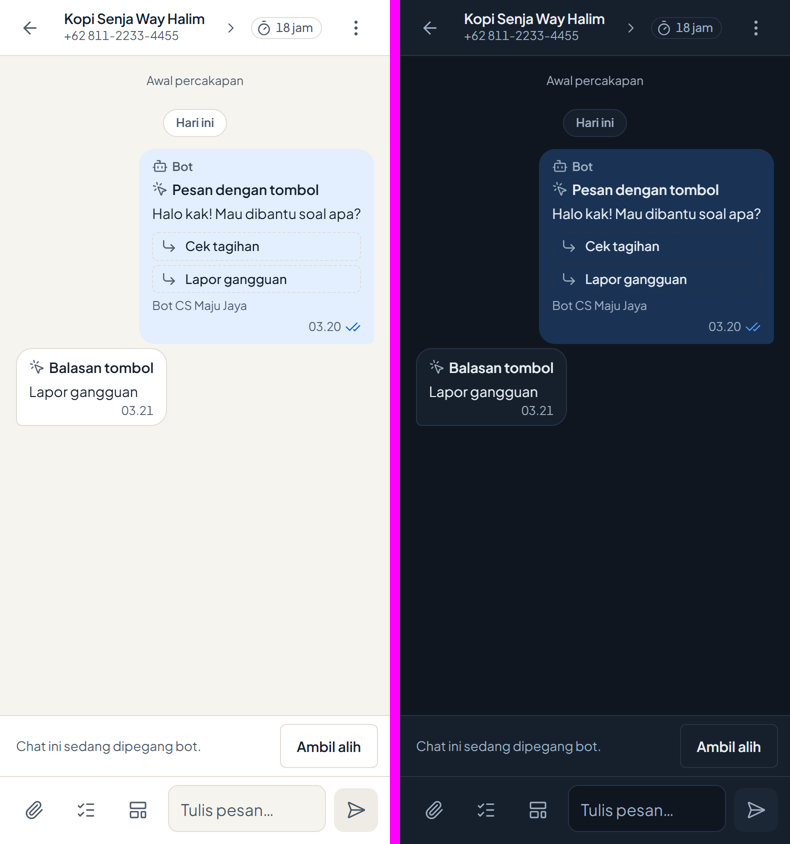 Kopi Senja Way Halim
+62 811-2233-4455
18 jam
Awal percakapan
Hari ini
Bot
Pesan dengan tombol
Halo kak! Mau dibantu soal apa?
Cek tagihan
Lapor gangguan
Bot CS Maju Jaya
03.20
Balasan tombol
Lapor gangguan
03.21
Chat ini sedang dipegang bot.
Ambil alih
Tulis pesan...
Kopi Senja Way Halim
+62 811-2233-4455
18 jam
Awal percakapan
Hari ini
Bot
Pesan dengan tombol
Halo kak! Mau dibantu soal apa?
Cek tagihan
Lapor gangguan
Bot CS Maju Jaya
03.20
Balasan tombol
Lapor gangguan
03.21
Chat ini sedang dipegang bot.
Ambil alih
Tulis pesan...